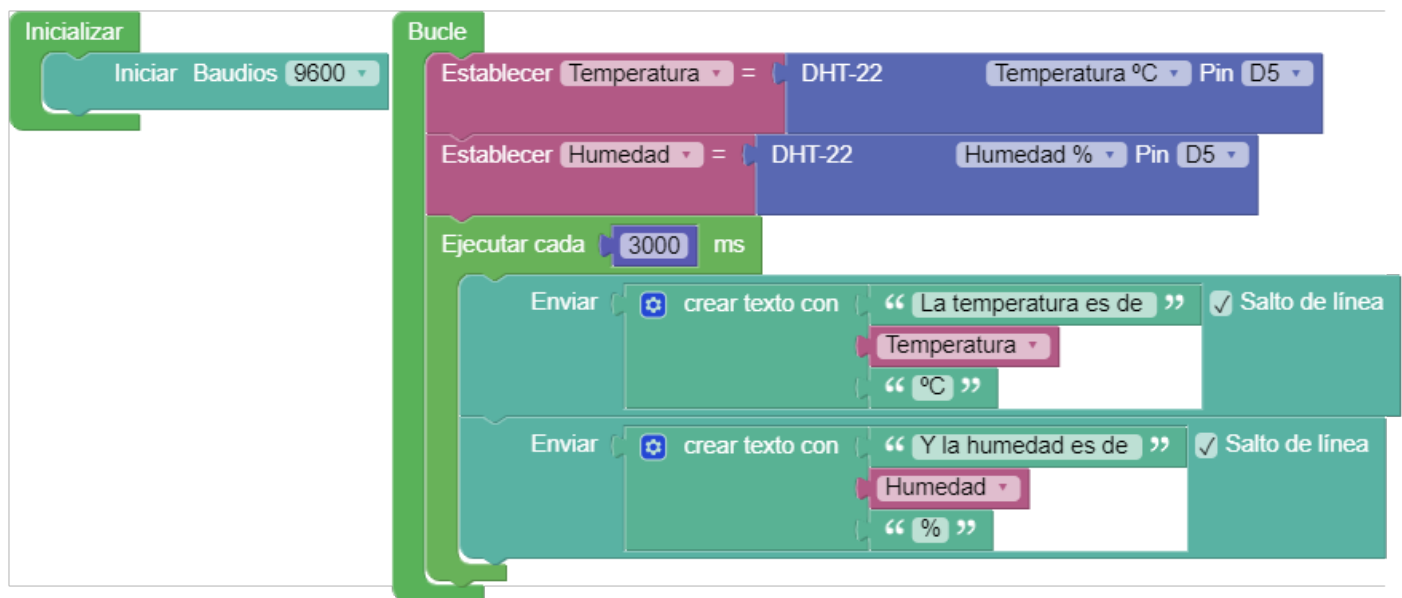 Inicializar
Iniciar Baudios 9600
Bucle
Establecer Temperatura = DHT-22 Temperatura ºC Pin D5
Establecer Humedad = DHT-22 Humedad % Pin D5
Ejecutar cada 3000 ms
Enviar crear texto con “ La temperatura es de ” Salto de línea
Temperatura
“ ºC ”
Enviar crear texto con “ Y la humedad es de ” Salto de línea
Humedad
“ % ”